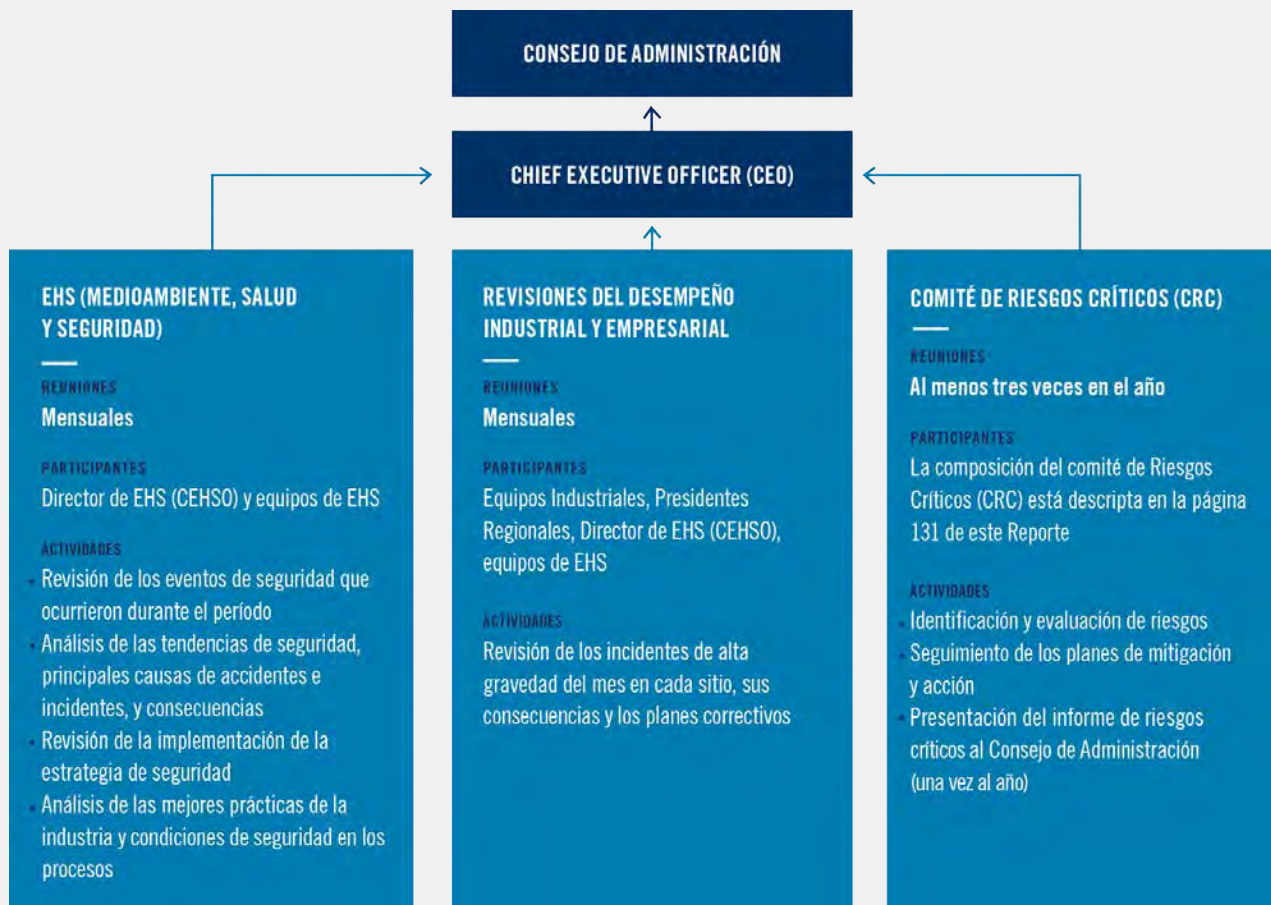 CONSEJO DE ADMINISTRACIÓN
CHIEF EXECUTIVE OFFICER (CEO)
EHS (MEDIOAMBIENTE, SALUD
Y SEGURIDAD)
REUNIONES
Mensuales
PARTICIPANTES
Director de EHS (CEHSO) y equipos de EHS
ACTIVIDADES
• Revisión de los eventos de seguridad que
ocurrieron durante el período
• Análisis de las tendencias de seguridad,
principales causas de accidentes e
incidentes, y consecuencias
• Revisión de la implementación de la
estrategia de seguridad
• Análisis de las mejores prácticas de la
industria y condiciones de seguridad en los
procesos
REVISIONES DEL DESEMPEÑO
INDUSTRIAL Y EMPRESARIAL
REUNIONES
Mensuales
PARTICIPANTES
Equipos Industriales, Presidentes
Regionales, Director de EHS (CEHSO),
equipos de EHS
ACTIVIDADES
Revisión de los incidentes de alta
gravedad del mes en cada sitio, sus
consecuencias y los planes correctivos
COMITÉ DE RIESGOS CRÍTICOS (CRC)
REUNIONES
Al menos tres veces en el año
PARTICIPANTES
La composición del comité de Riesgos
Críticos (CRC) está descripta en la página
131 de este Reporte
ACTIVIDADES
• Identificación y evaluación de riesgos
• Seguimiento de los planes de mitigación
y acción
• Presentación del informe de riesgos
críticos al Consejo de Administración
(una vez al año)